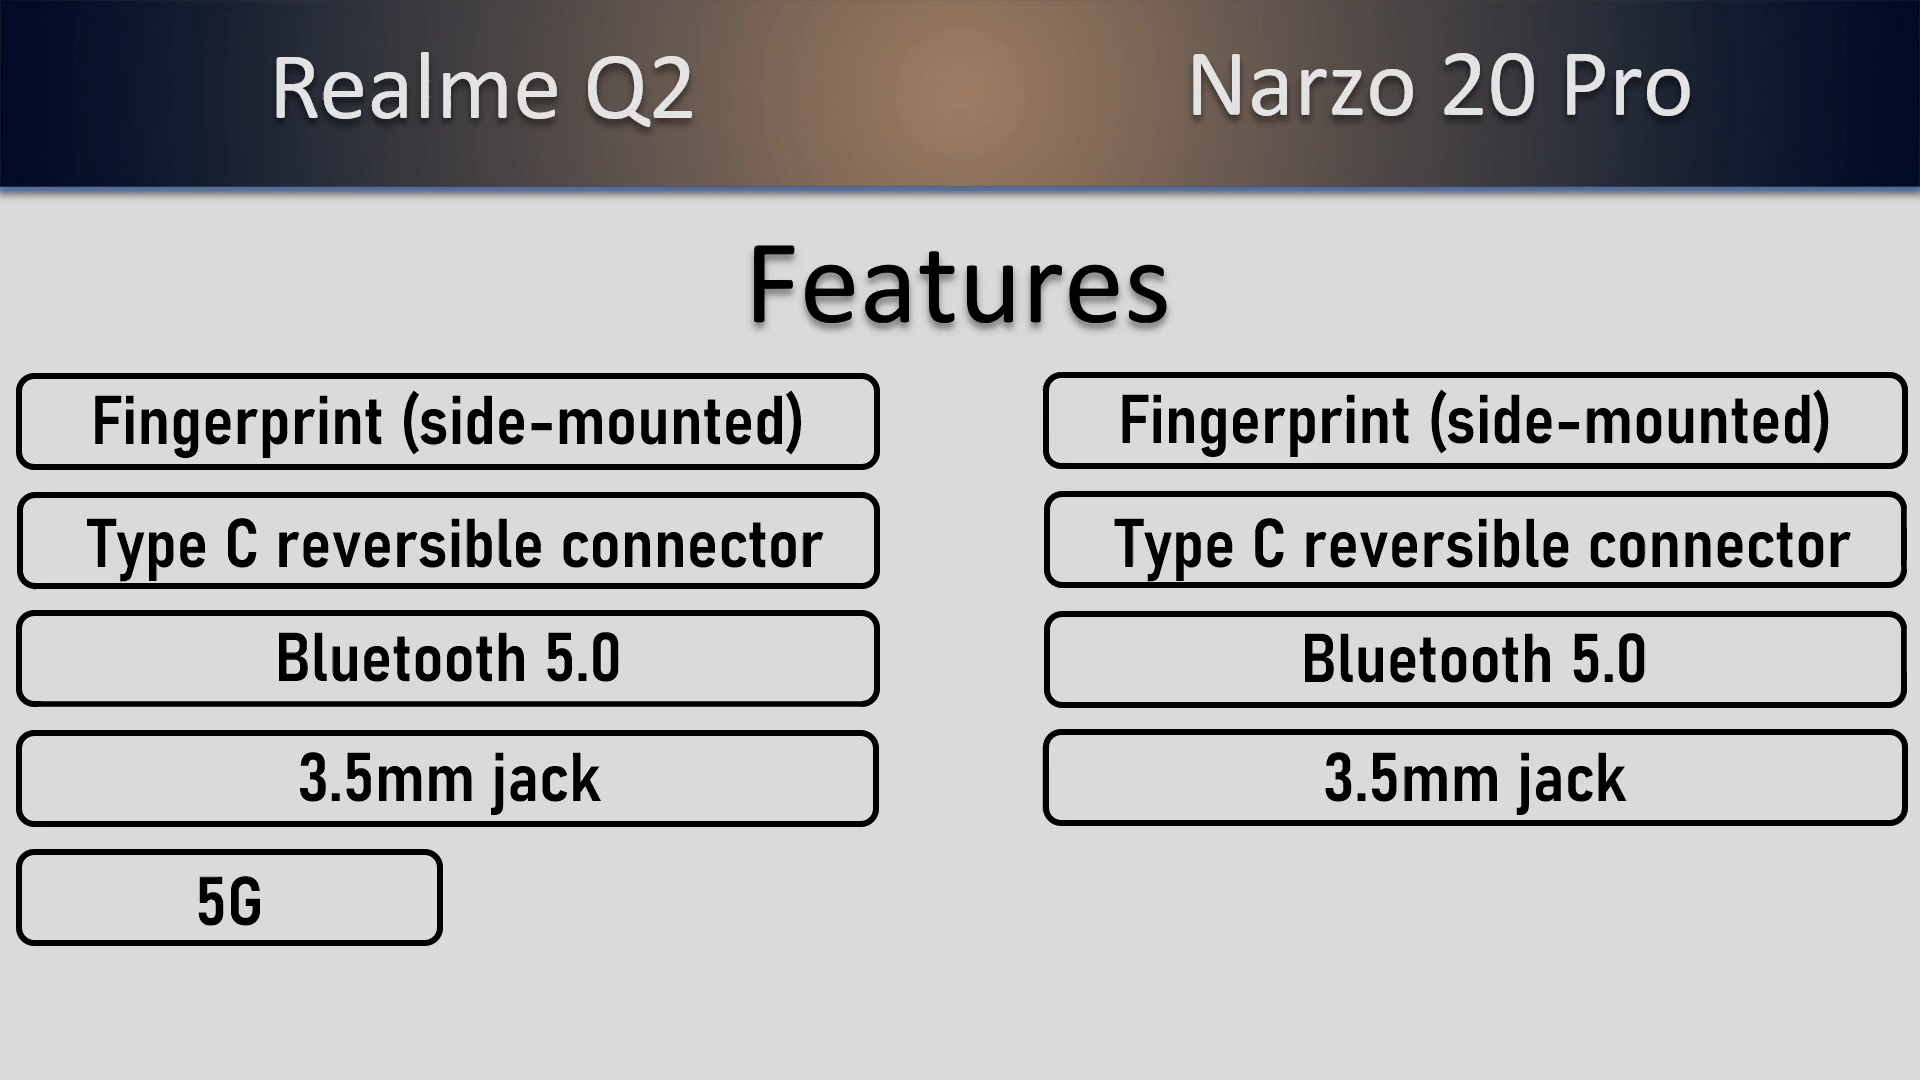 Realme Q2
Narzo 20 Pro
Features
Fingerprint (side-mounted)
Fingerprint (side-mounted)
Type C reversible connector
Type C reversible connector
Bluetooth 5.0
Bluetooth 5.0
3.5mm jack
3.5mm jack
5G